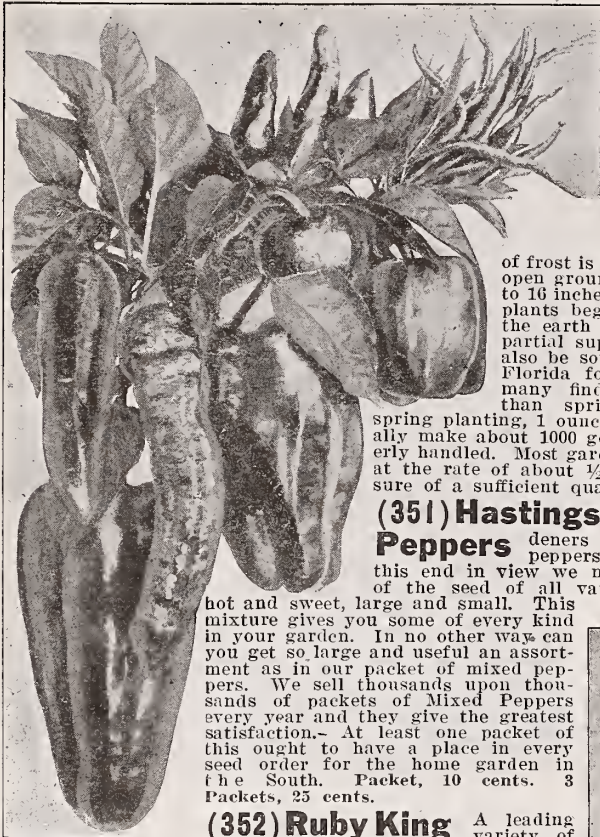 of frost is
open groun
to 16 inche
plants beg
the earth
partial sup
also be so
Florida fo
many find
than spri
spring planting, 1 ounc
ally make about 1000 g
erly handled. Most gard
at the rate of about ½
sure of a sufficient qua
(351) Hastings
Peppers deners
peppers
this end in view we m
of the seed of all va
hot and sweet, large and small. This
mixture gives you some of every kind
in your garden. In no other way can
you get so large and useful an assort-
ment as in our packet of mixed pep-
pers. We sell thousands upon thou-
sands of packets of Mixed Peppers
every year and they give the greatest
satisfaction.- At least one packet of
this ought to have a place in every
seed order for the home garden in
the South. Packet, 10 cents. 3
Packets, 25 cents.
(352) Ruby King A leading
variety of